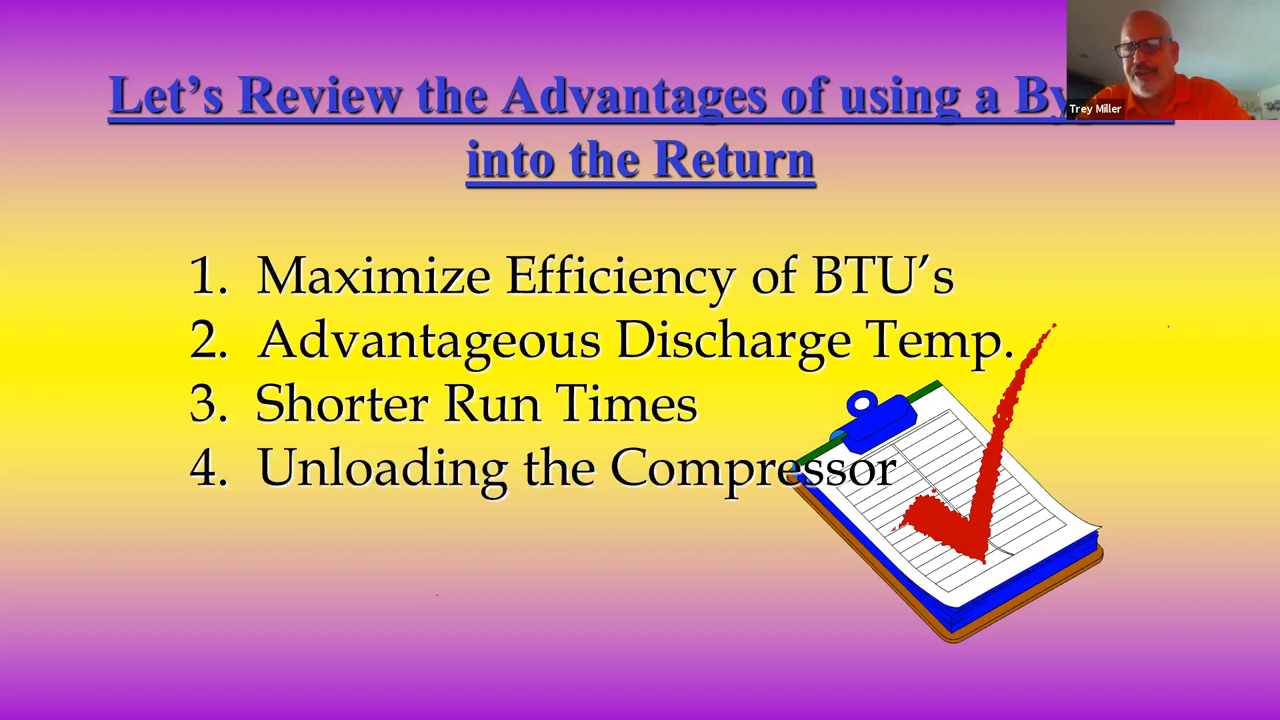 Let’s Review the Advantages of using a
into the Return
Trey Miller
1. Maximize Efficiency of BTU’s
2. Advantageous Discharge Temp.
3. Shorter Run Times
4. Unloading the Compressor